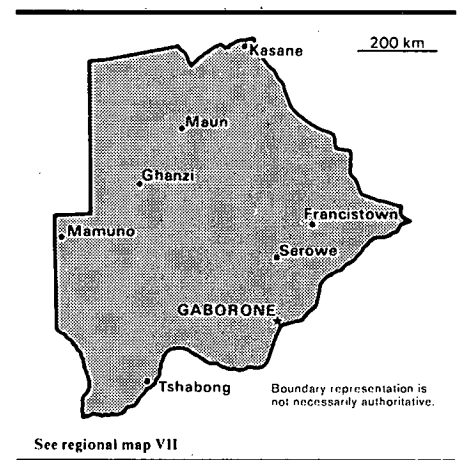 Kasane
200 km
Maun
Ghanzi
Francistown
Mamuno
Serowe
GABORONE
Tshabong
Boundary representation is
not necessarily authoritative.
See regional map VII